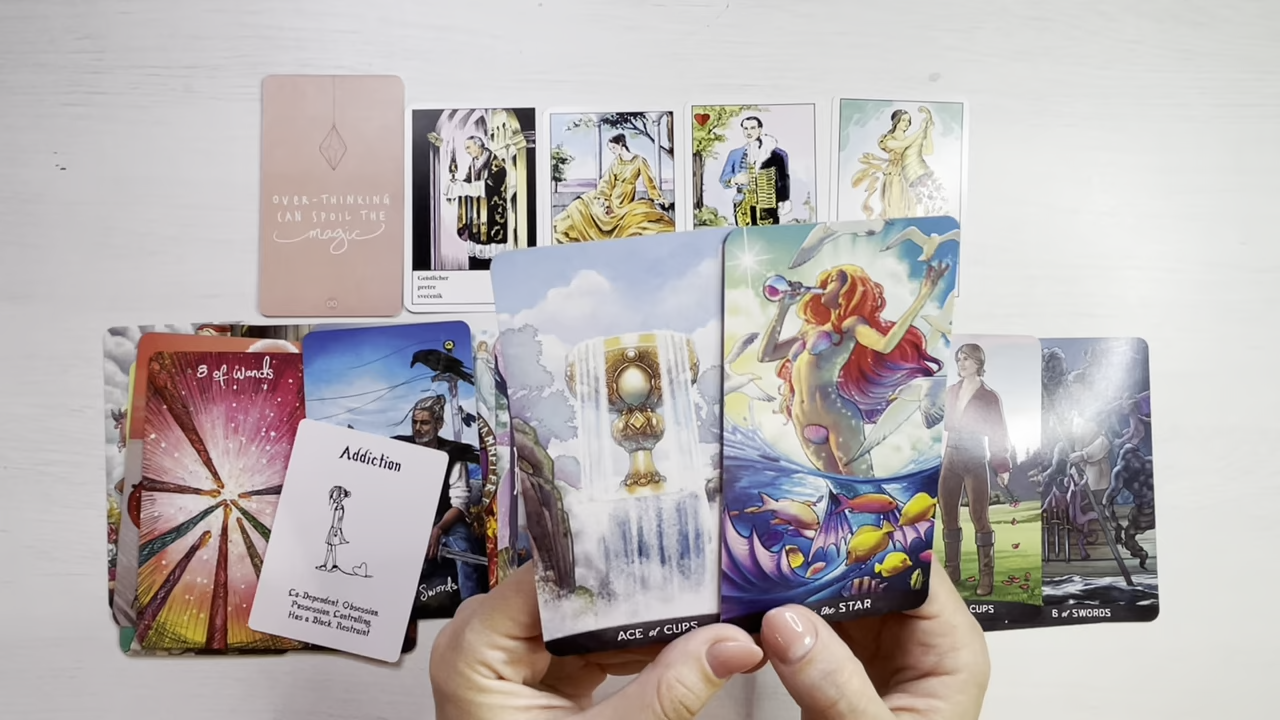 OVER-THINKING
CAN SPOIL THE
magic
Geistlicher
pretre
svećenik
8 of Wands
Addiction
Co-Dependent. Obsession
Possession. Controlling.
Has a Block. Restraint
Swords
ACE of CUPS
the STAR
CUPS
6 of SWORDS